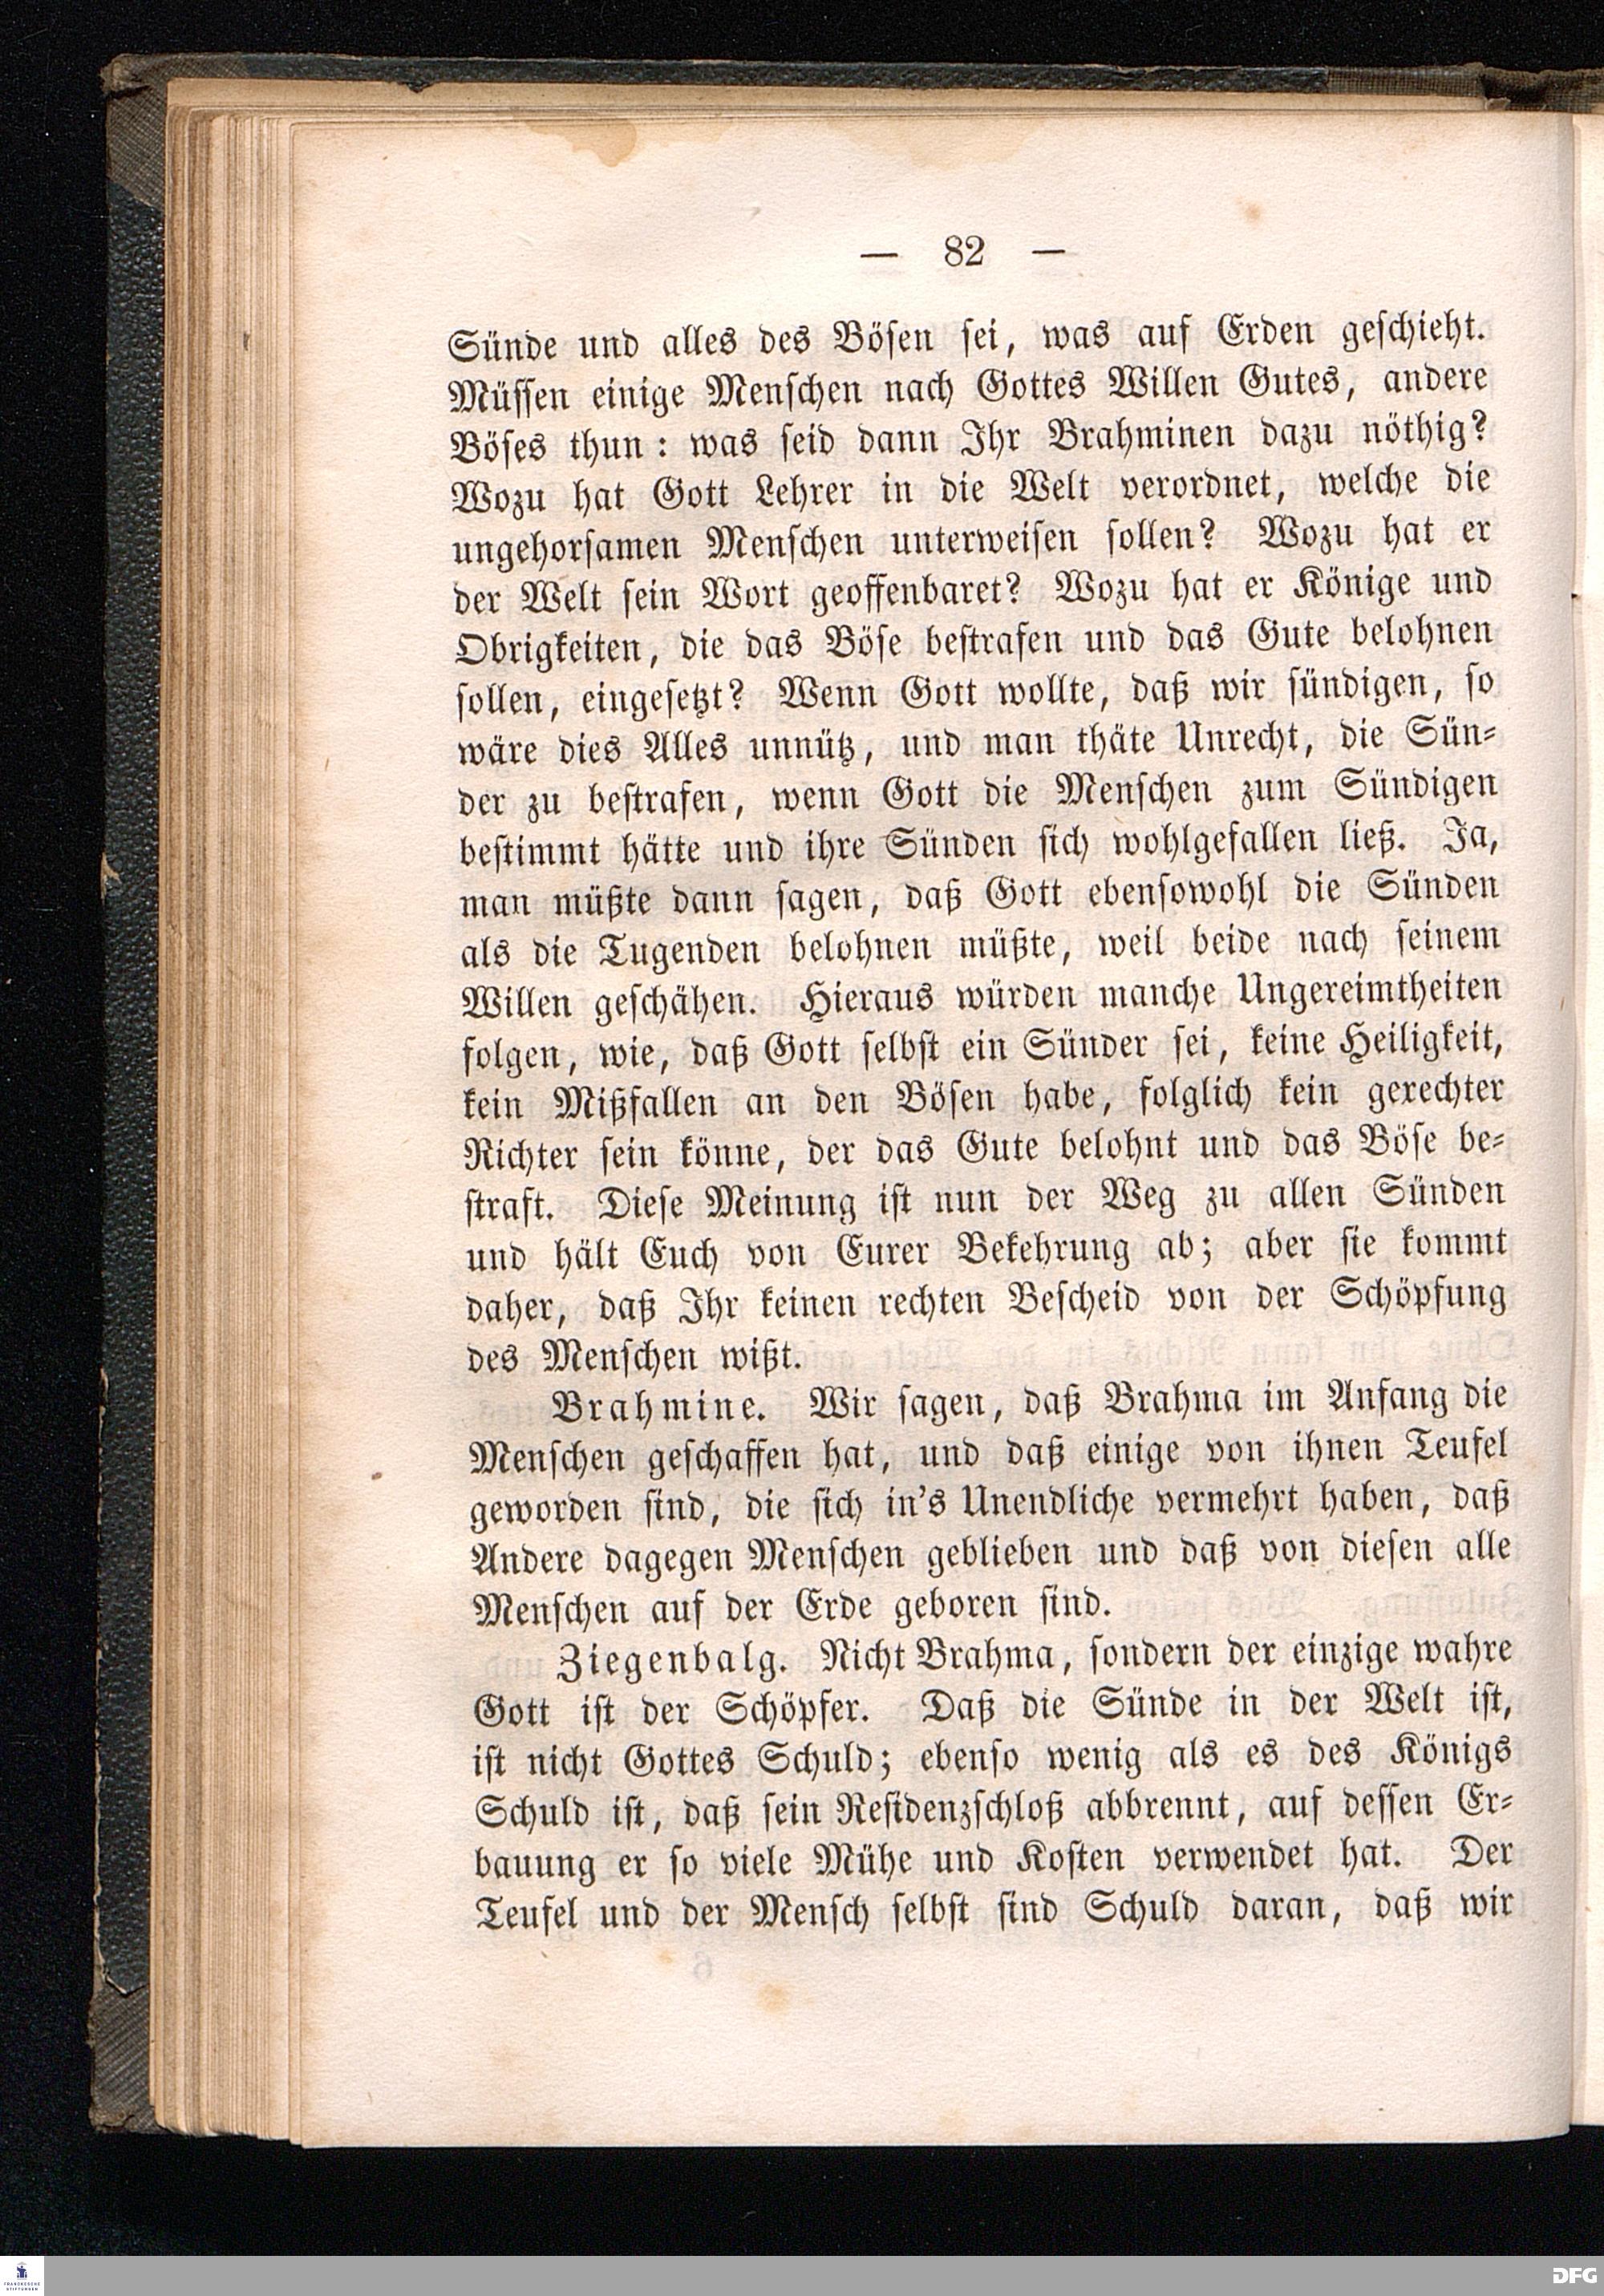 — 82 —
Sünde und alles des Bösen sei, was auf Erden geschieht.
Müssen einige Menschen nach Gottes Willen Gutes, andere
Böses thun: was seid dann Ihr Brahminen dazu nöthig?
Wozu hat Gott Lehrer in die Welt verordnet, welche die
ungehorsamen Menschen unterweisen sollen? Wozu hat er
der Welt sein Wort geoffenbaret? Wozu hat er Könige und
Obrigkeiten, die das Böse bestrafen und das Gute belohnen
sollen, eingesetzt? Wenn Gott wollte, daß wir sündigen, so
wäre dies Alles unnütz, und man thäte Unrecht, die Sün-
der zu bestrafen, wenn Gott die Menschen zum Sündigen
bestimmt hätte und ihre Sünden sich wohlgefallen ließ. Ja,
man müßte dann sagen, daß Gott ebensowohl die Sünden
als die Tugenden belohnen müßte, weil beide nach seinem
Willen geschähen. Hieraus würden manche Ungereimtheiten
folgen, wie, daß Gott selbst ein Sünder sei, keine Heiligkeit,
kein Mißfallen an den Bösen habe, folglich kein gerechter
Richter sein könne, der das Gute belohnt und das Böse be-
straft. Diese Meinung ist nun der Weg zu allen Sünden
und hält Euch von Eurer Bekehrung ab; aber sie kommt
daher, daß Ihr keinen rechten Bescheid von der Schöpfung
des Menschen wißt.
Brahmine. Wir sagen, daß Brahma im Anfang die
Menschen geschaffen hat, und daß einige von ihnen Teufel
geworden sind, die sich in's Unendliche vermehrt haben, daß
Andere dagegen Menschen geblieben und daß von diesen alle
Menschen auf der Erde geboren sind.
Ziegenbalg. Nicht Brahma, sondern der einzige wahre
Gott ist der Schöpfer. Daß die Sünde in der Welt ist,
ist nicht Gottes Schuld; ebenso wenig als es des Königs
Schuld ist, daß sein Residenzschloß abbrennt, auf dessen Er-
bauung er so viele Mühe und Kosten verwendet hat. Der
Teufel und der Mensch selbst sind Schuld daran, daß wir
FRANCKESCHE
STIFTUNGEN
DFG